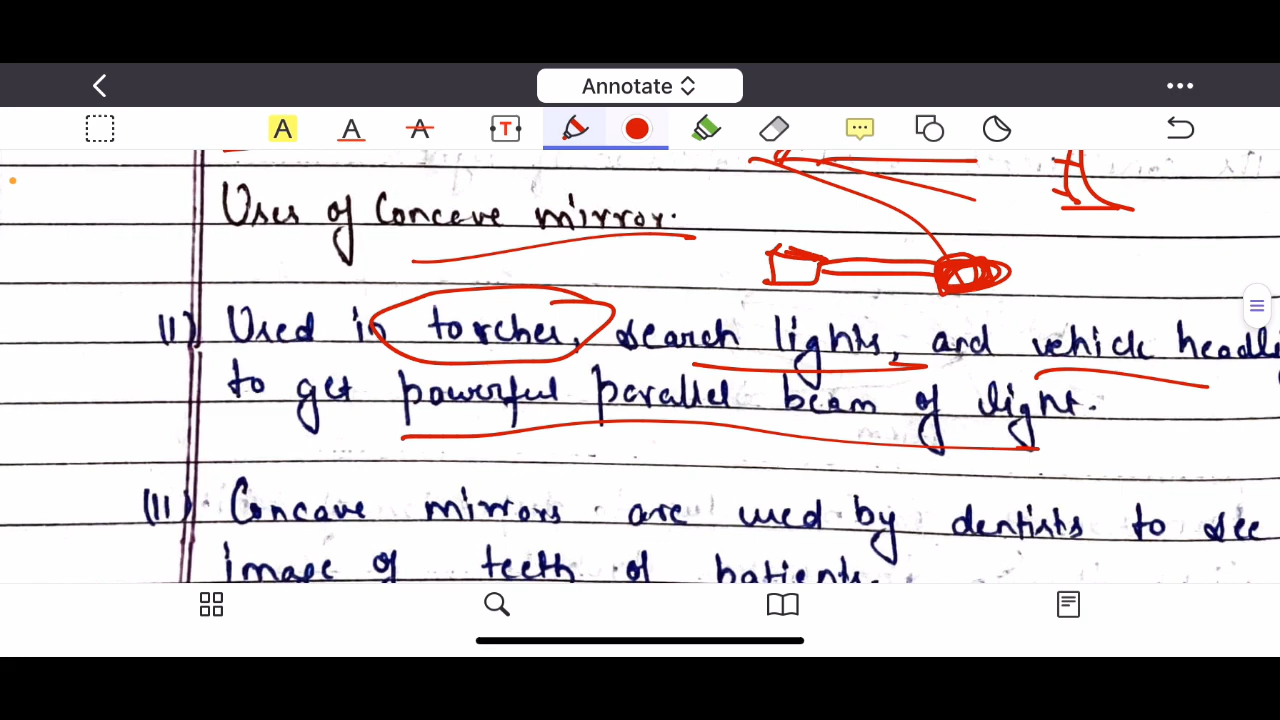 Annotate
A A A T
Uses of Concave mirror.
(I) Used in torches, search lights, and vehicle headli
to get powerful parallel beam of light.
(II) Concave mirrors are used by dentists to see
image of teeth of patients.